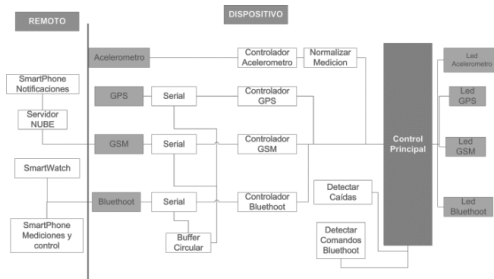 REMOTO
DISPOSITIVO
Acelerometro
Controlador
Acelerometro
Normalizar
Medicion
Led
Acelerometro
SmartPhone
Notificaciones
GPS
Serial
Controlador
GPS
Led
GPS
Servidor
NUBE
GSM
Serial
Controlador
GSM
Control
Principal
Led
GSM
SmartWatch
Detectar
Caídas
Bluethoot
Serial
Controlador
Bluethoot
Led
Bluethoot
SmartPhone
Mediciones y
control
Buffer
Circular
Detectar
Comandos
Bluethoot